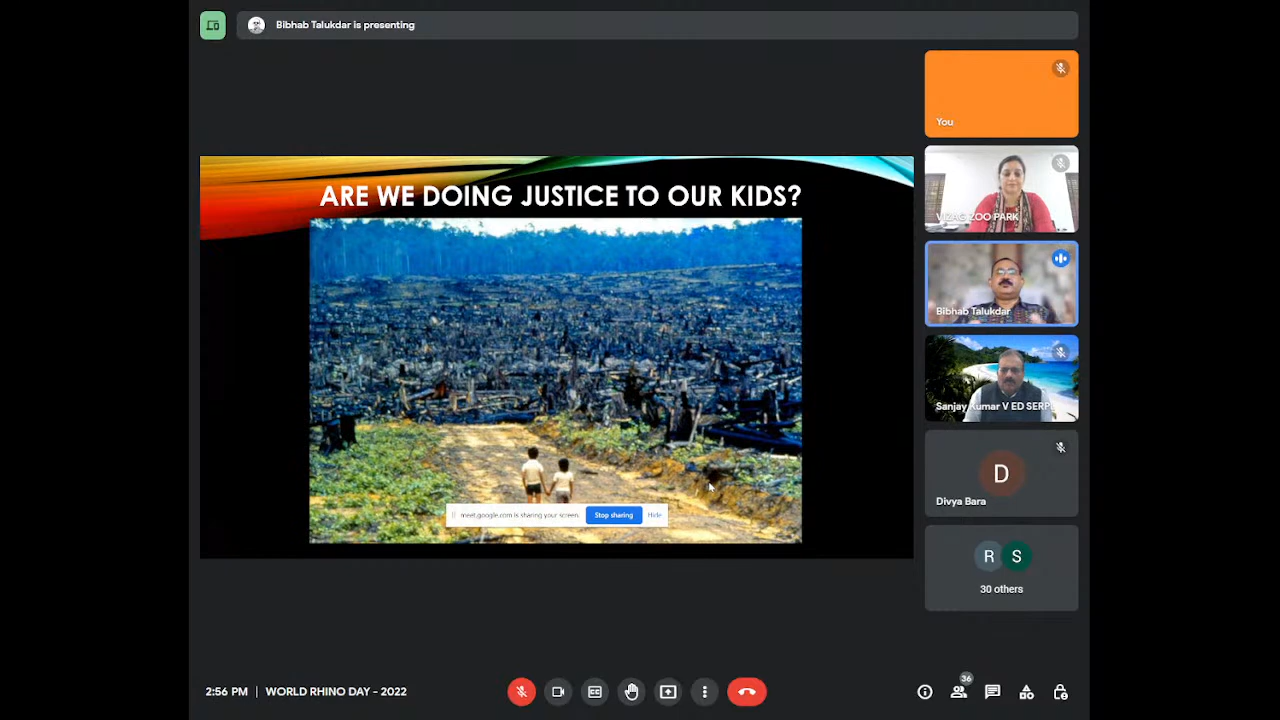 Bibhab Talukdar is presenting
You
ARE WE DOING JUSTICE TO OUR KIDS?
VIZAG ZOO PARK
Bibhab Talukdar
Sanjay Kumar V ED SERPL
D
Divya Bara
meet.google.com is sharing your screen.
Stop sharing
Hide
R
S
30 others
2:56 PM | WORLD RHINO DAY - 2022
CC
36